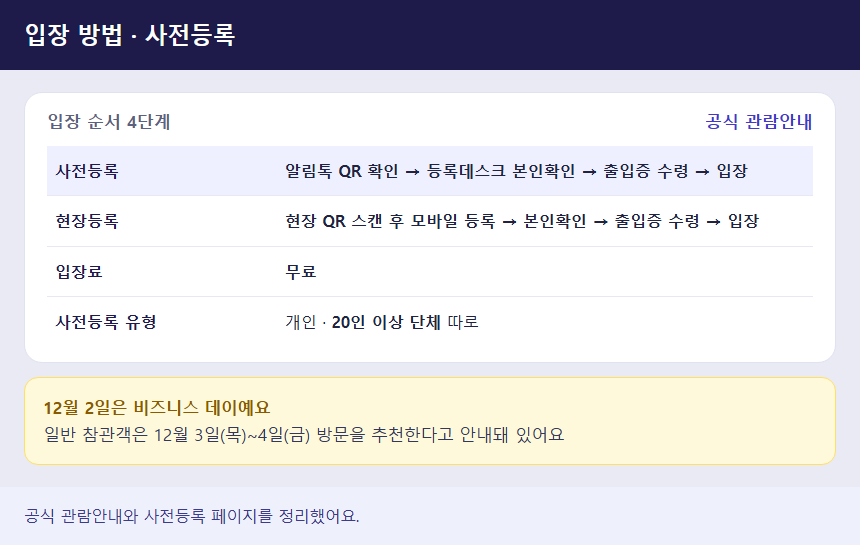 입장 방법 · 사전등록
입장 순서 4단계 공식 관람안내
사전등록 알림톡 QR 확인 → 등록데스크 본인확인 → 출입증 수령 → 입장
현장등록 현장 QR 스캔 후 모바일 등록 → 본인확인 → 출입증 수령 → 입장
입장료 무료
사전등록 유형 개인 · 20인 이상 단체 따로
12월 2일은 비즈니스 데이예요
일반 참관객은 12월 3일(목)~4일(금) 방문을 추천한다고 안내돼 있어요
공식 관람안내와 사전등록 페이지를 정리했어요.